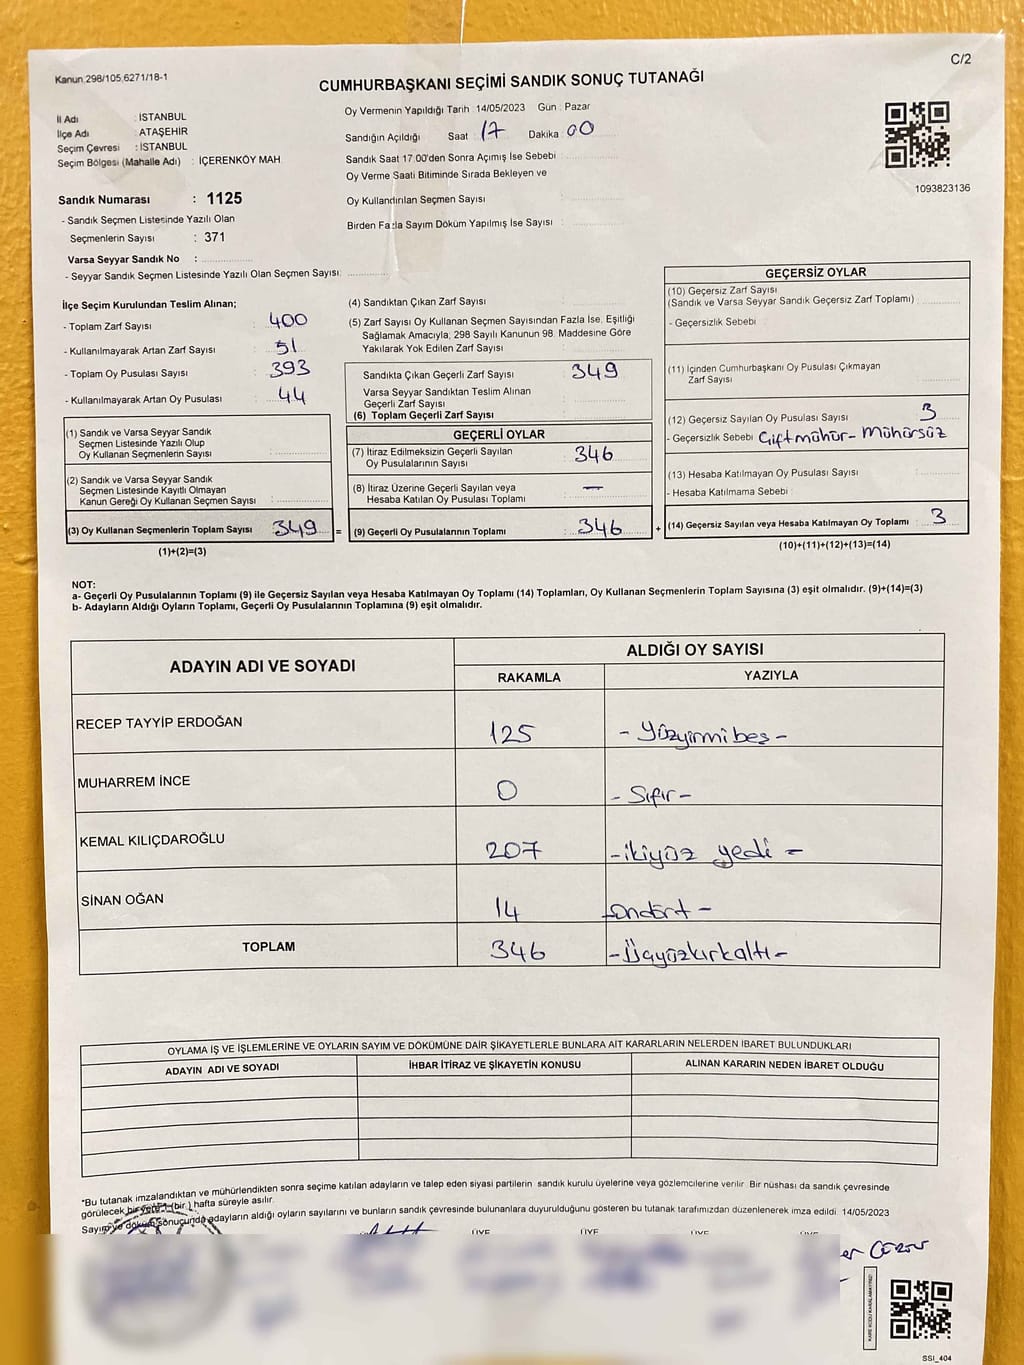 Kanun 298/105,6271/18-1
C/2
CUMHURBAŞKANI SEÇİMİ SANDIK SONUÇ TUTANAĞI
İl Adı : İSTANBUL
İlçe Adı : ATAŞEHİR
Seçim Çevresi : İSTANBUL
Seçim Bölgesi (Mahalle Adı) : İÇERENKÖY MAH
Oy Vermenin Yapıldığı Tarih : 14/05/2023 Gün : Pazar
Sandığın Açıldığı Saat 17 Dakika 00
Sandık Saat 17:00'den Sonra Açımış İse Sebebi
Oy Verme Saati Bitiminde Sırada Bekleyen ve
Oy Kullandırılan Seçmen Sayısı
Birden Fazla Sayım Döküm Yapılmış İse Sayısı
1093823136
Sandık Numarası : 1125
- Sandık Seçmen Listesinde Yazılı Olan
Seçmenlerin Sayısı : 371
Varsa Seyyar Sandık No :
- Seyyar Sandık Seçmen Listesinde Yazılı Olan Seçmen Sayısı:
İlçe Seçim Kurulundan Teslim Alınan;
- Toplam Zarf Sayısı : 400
- Kullanılmayarak Artan Zarf Sayısı : 51
- Toplam Oy Pusulası Sayısı : 393
- Kullanılmayarak Artan Oy Pusulası : 44
(1) Sandık ve Varsa Seyyar Sandık
Seçmen Listesinde Yazılı Olup
Oy Kullanan Seçmenlerin Sayısı
(2) Sandık ve Varsa Seyyar Sandık
Seçmen Listesinde Kayıtlı Olmayan
Kanun Gereği Oy Kullanan Seçmen Sayısı
(3) Oy Kullanan Seçmenlerin Toplam Sayısı 349 =
(1)+(2)=(3)
(4) Sandıktan Çıkan Zarf Sayısı
(5) Zarf Sayısı Oy Kullanan Seçmen Sayısından Fazla İse, Eşitliği
Sağlamak Amacıyla; 298 Sayılı Kanunun 98. Maddesine Göre
Yakılarak Yok Edilen Zarf Sayısı
Sandıkta Çıkan Geçerli Zarf Sayısı : 349
Varsa Seyyar Sandıktan Teslim Alınan
Geçerli Zarf Sayısı
(6) Toplam Geçerli Zarf Sayısı
GEÇERLİ OYLAR
(7) İtiraz Edilmeksizin Geçerli Sayılan
Oy Pusulalarının Sayısı : 346
(8) İtiraz Üzerine Geçerli Sayılan veya
Hesaba Katılan Oy Pusulası Toplamı : —
(9) Geçerli Oy Pusulalarının Toplamı : 346 +
GEÇERSİZ OYLAR
(10) Geçersiz Zarf Sayısı
(Sandık ve Varsa Seyyar Sandık Geçersiz Zarf Toplamı)
- Geçersizlik Sebebi :
(11) İçinden Cumhurbaşkanı Oy Pusulası Çıkmayan
Zarf Sayısı
(12) Geçersiz Sayılan Oy Pusulası Sayısı : 3
- Geçersizlik Sebebi Çiftmühür - Mühürsüz
(13) Hesaba Katılmayan Oy Pusulası Sayısı
- Hesaba Katılmama Sebebi
(14) Geçersiz Sayılan veya Hesaba Katılmayan Oy Toplamı : 3
(10)+(11)+(12)+(13)=(14)
NOT:
a- Geçerli Oy Pusulalarının Toplamı (9) ile Geçersiz Sayılan veya Hesaba Katılmayan Oy Toplamı (14) Toplamları, Oy Kullanan Seçmenlerin Toplam Sayısına (3) eşit olmalıdır. (9)+(14)=(3)
b- Adayların Aldığı Oyların Toplamı, Geçerli Oy Pusulalarının Toplamına (9) eşit olmalıdır.
ADAYIN ADI VE SOYADI ALDIĞI OY SAYISI
RAKAMLA YAZIYLA
RECEP TAYYİP ERDOĞAN 125 - Yüzyirmibeş -
MUHARREM İNCE 0 - Sıfır -
KEMAL KILIÇDAROĞLU 207 - ikiyüz yedi -
SİNAN OĞAN 14 - ondört -
TOPLAM 346 - Üçyüzkırkaltı -
OYLAMA İŞ VE İŞLEMLERİNE VE OYLARIN SAYIM VE DÖKÜMÜNE DAİR ŞİKAYETLERLE BUNLARA AİT KARARLARIN NELERDEN İBARET BULUNDUKLARI
ADAYIN ADI VE SOYADI İHBAR İTİRAZ VE ŞİKAYETİN KONUSU ALINAN KARARIN NEDEN İBARET OLDUĞU
*Bu tutanak imzalandıktan ve mühürlendikten sonra seçime katılan adayların ve talep eden siyasi partilerin sandık kurulu üyelerine veya gözlemcilerine verilir. Bir nüshası da sandık çevresinde
görülecek bir yere 1 (bir ) hafta süreyle asılır.
Sayım ve döküm sonucunda adayların aldığı oyların sayılarını ve bunların sandık çevresinde bulunanlara duyurulduğunu gösteren bu tutanak tarafımızdan düzenlenerek imza edildi. 14/05/2023
ÜYE ÜYE ÜYE
KARE KODU KARALAMAYINIZ!
SSI_404